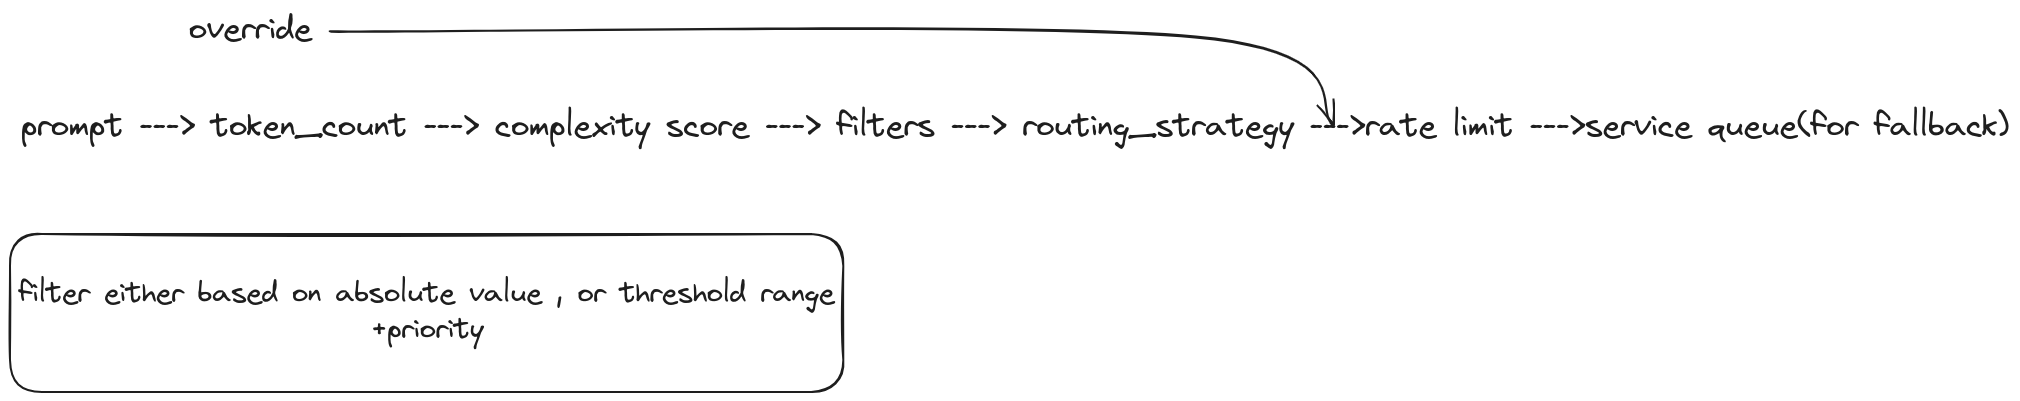 override
prompt ---> token_count ---> complexity score ---> filters ---> routing_strategy --->rate limit --->service queue(for fallback)
filter either based on absolute value , or threshold range
+priority